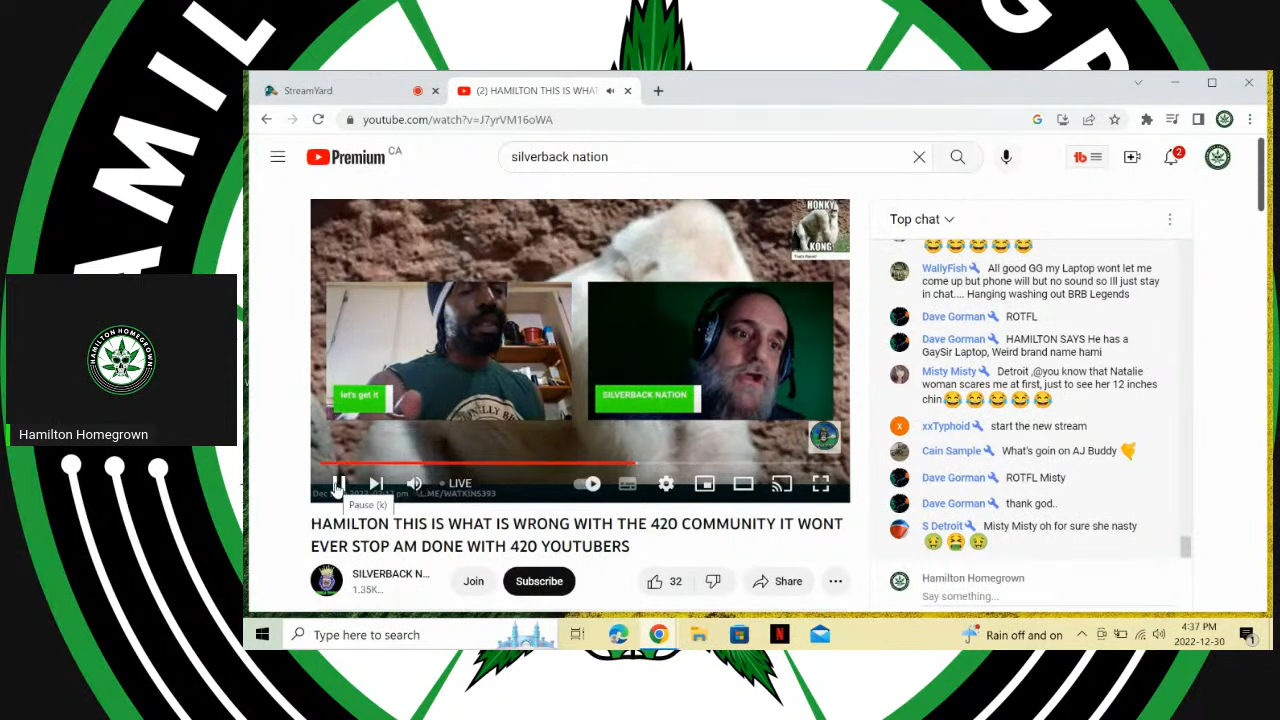 HAMIL
GR
StreamYard
(2) HAMILTON THIS IS WHAT
youtube.com/watch?v=J7yrVM16oWA
Premium CA
silverback nation
tb
2
HONKY
KONG
Top chat
WallyFish All good GG my Laptop wont let me
come up but phone will but no sound so Ill just stay
in chat.... Hanging washing out BRB Legends
Dave Gorman ROTFL
Dave Gorman HAMILTON SAYS He has a
GaySir Laptop, Weird brand name hami
Misty Misty Detroit ,@you know that Natalie
woman scares me at first, just to see her 12 inches
chin😂😂😂😂😂
x xxTyphoid start the new stream
Cain Sample What's goin on AJ Buddy
Dave Gorman ROTFL Misty
Dave Gorman thank god..
S Detroit Misty Misty oh for sure she nasty
🤢🤮🤢
let's get it
SILVERBACK NATION
LIVE
Pause (k)
HAMILTON THIS IS WHAT IS WRONG WITH THE 420 COMMUNITY IT WONT
EVER STOP AM DONE WITH 420 YOUTUBERS
SILVERBACK N...
1.35K...
Join
Subscribe
32
Share
Hamilton Homegrown
Say something...
HAMILTON HOMEGROWN
Hamilton Homegrown
Type here to search
N
Rain off and on
4:37 PM
2022-12-30
1